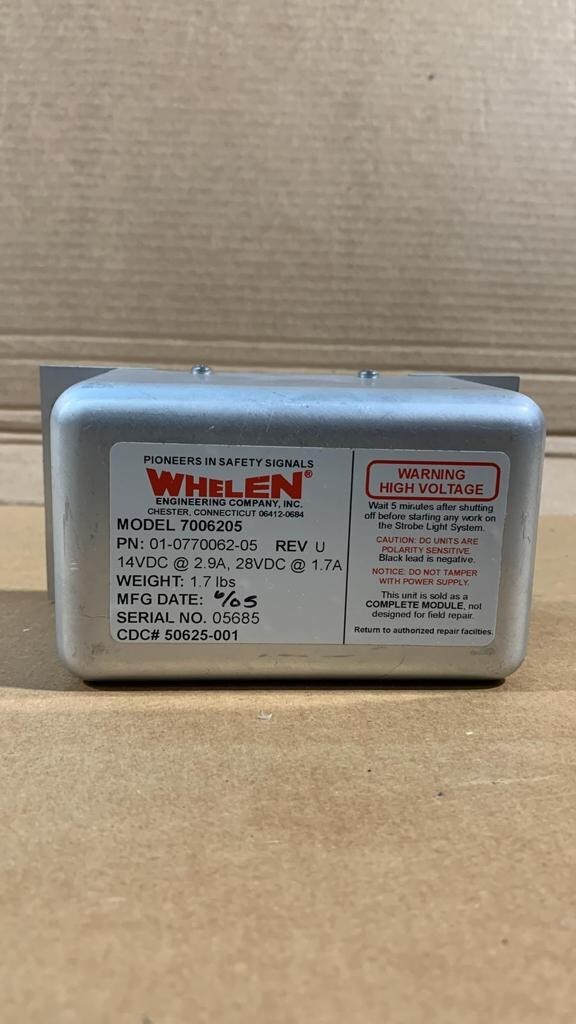 PIONEERS IN SAFETY SIGNALS
WHELEN®
ENGINEERING COMPANY, INC.
CHESTER, CONNECTICUT 06412-0684
MODEL 7006205
PN: 01-0770062-05 REV U
14VDC @ 2.9A, 28VDC @ 1.7A
WEIGHT: 1.7 lbs
MFG DATE: 6/05
SERIAL NO. 05685
CDC# 50625-001
WARNING
HIGH VOLTAGE
Wait 5 minutes after shutting
off before starting any work on
the Strobe Light System.
CAUTION: DC UNITS ARE
POLARITY SENSITIVE.
Black lead is negative.
NOTICE: DO NOT TAMPER
WITH POWER SUPPLY.
This unit is sold as a
COMPLETE MODULE, not
designed for field repair.
Return to authorized repair facilties.